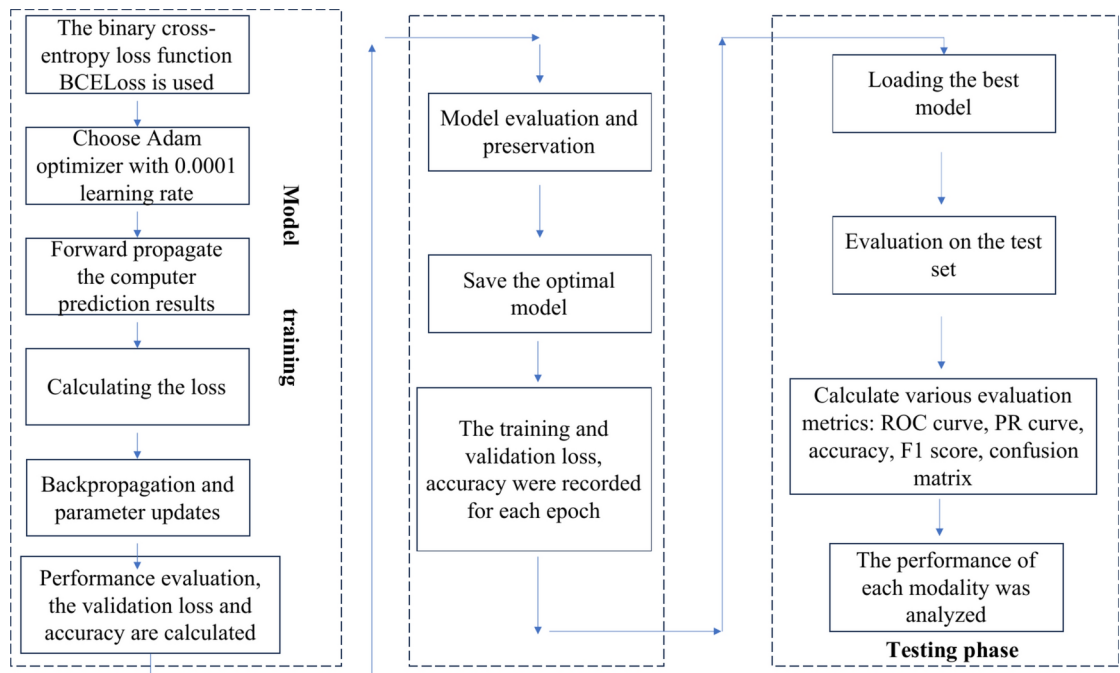 The binary cross-
entropy loss function
BCELoss is used
Choose Adam
optimizer with 0.0001
learning rate
Forward propagate
the computer
prediction results
Calculating the loss
Backpropagation and
parameter updates
Performance evaluation,
the validation loss and
accuracy are calculated
Model training
Model evaluation and
preservation
Save the optimal
model
The training and
validation loss,
accuracy were recorded
for each epoch
Loading the best
model
Evaluation on the test
set
Calculate various evaluation
metrics: ROC curve, PR curve,
accuracy, F1 score, confusion
matrix
The performance of
each modality was
analyzed
Testing phase